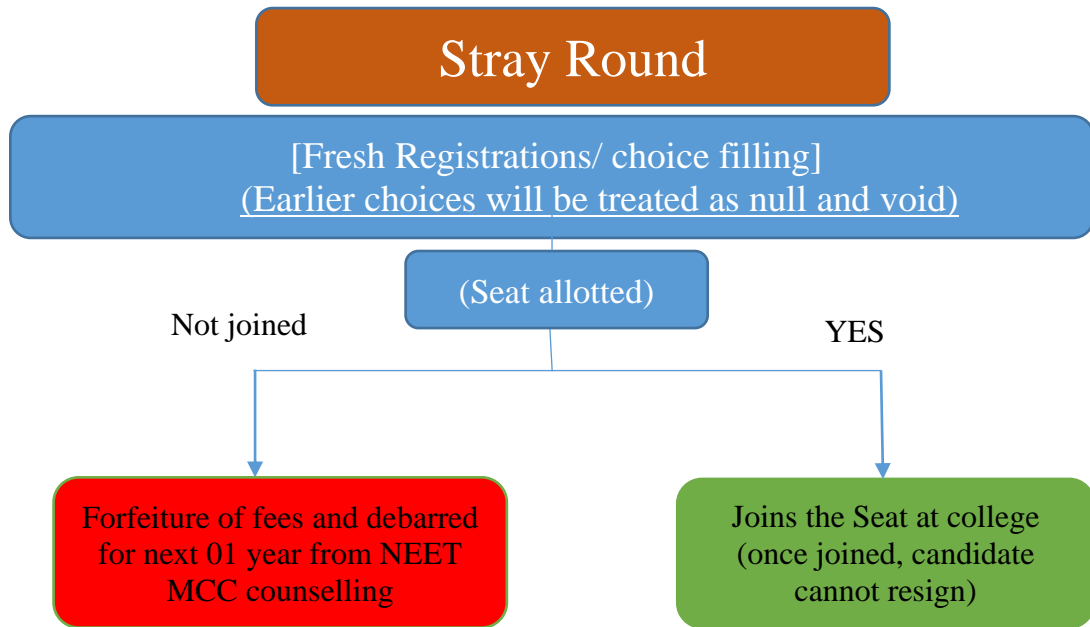 Stray Round
[Fresh Registrations/ choice filling]
(Earlier choices will be treated as null and void)
(Seat allotted)
Not joined
YES
Forfeiture of fees and debarred
for next 01 year from NEET
MCC counselling
Joins the Seat at college
(once joined, candidate
cannot resign)